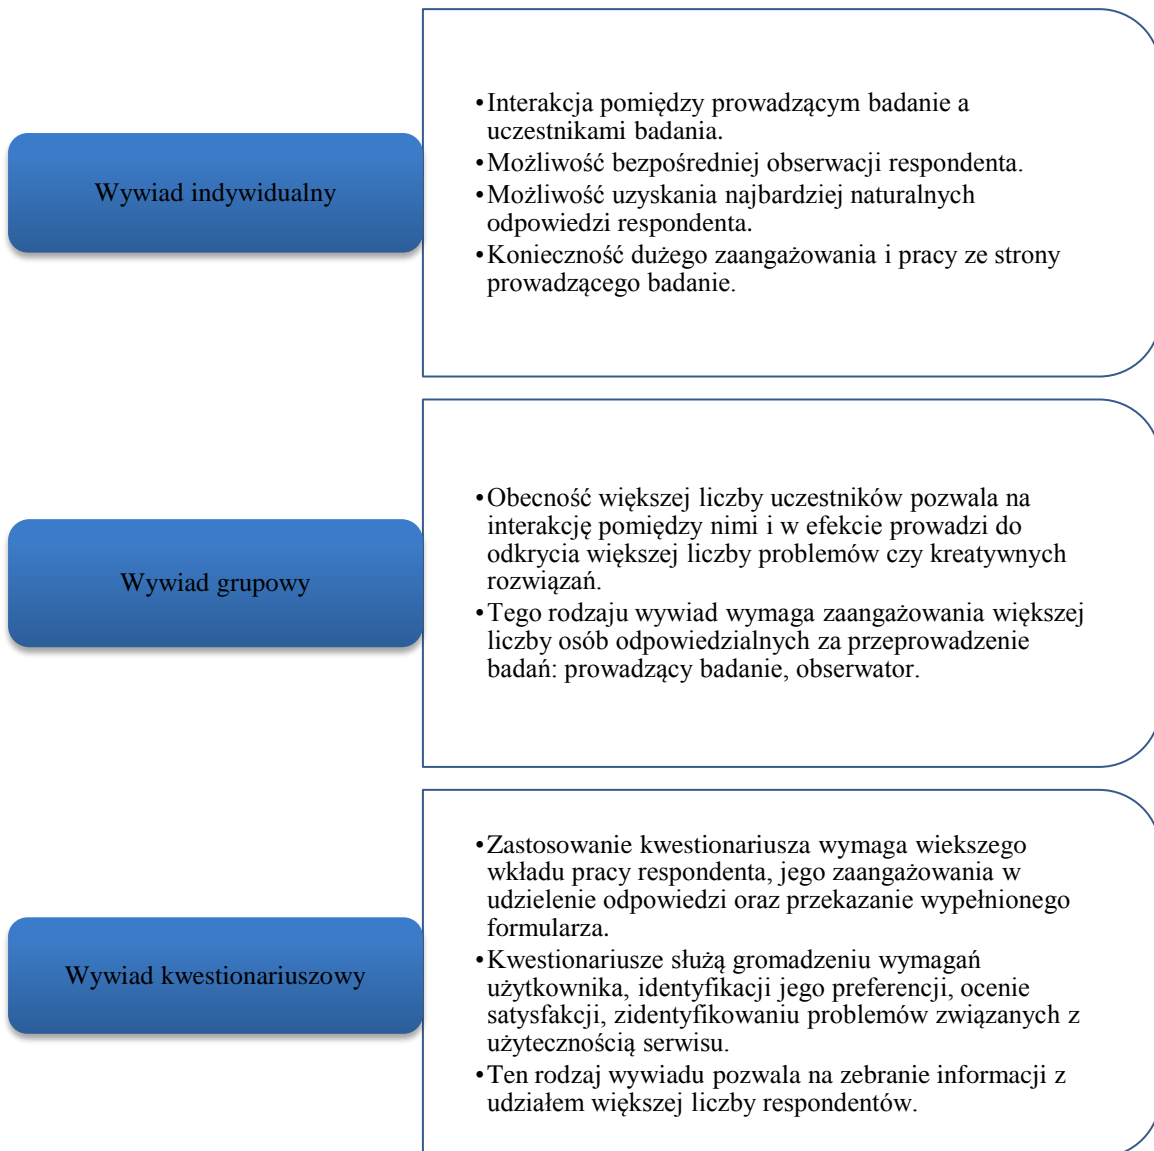 Wywiad indywidualny
•Interakcja pomiędzy prowadzącym badanie a
uczestnikami badania.
•Możliwość bezpośredniej obserwacji respondenta.
•Możliwość uzyskania najbardziej naturalnych
odpowiedzi respondenta.
•Konieczność dużego zaangażowania i pracy ze strony
prowadzącego badanie.
Wywiad grupowy
•Obecność większej liczby uczestników pozwala na
interakcję pomiędzy nimi i w efekcie prowadzi do
odkrycia większej liczby problemów czy kreatywnych
rozwiązań.
•Tego rodzaju wywiad wymaga zaangażowania większej
liczby osób odpowiedzialnych za przeprowadzenie
badań: prowadzący badanie, obserwator.
Wywiad kwestionariuszowy
•Zastosowanie kwestionariusza wymaga wiekszego
wkładu pracy respondenta, jego zaangażowania w
udzielenie odpowiedzi oraz przekazanie wypełnionego
formularza.
•Kwestionariusze służą gromadzeniu wymagań
użytkownika, identyfikacji jego preferencji, ocenie
satysfakcji, zidentyfikowaniu problemów związanych z
użytecznością serwisu.
•Ten rodzaj wywiadu pozwala na zebranie informacji z
udziałem większej liczby respondentów.